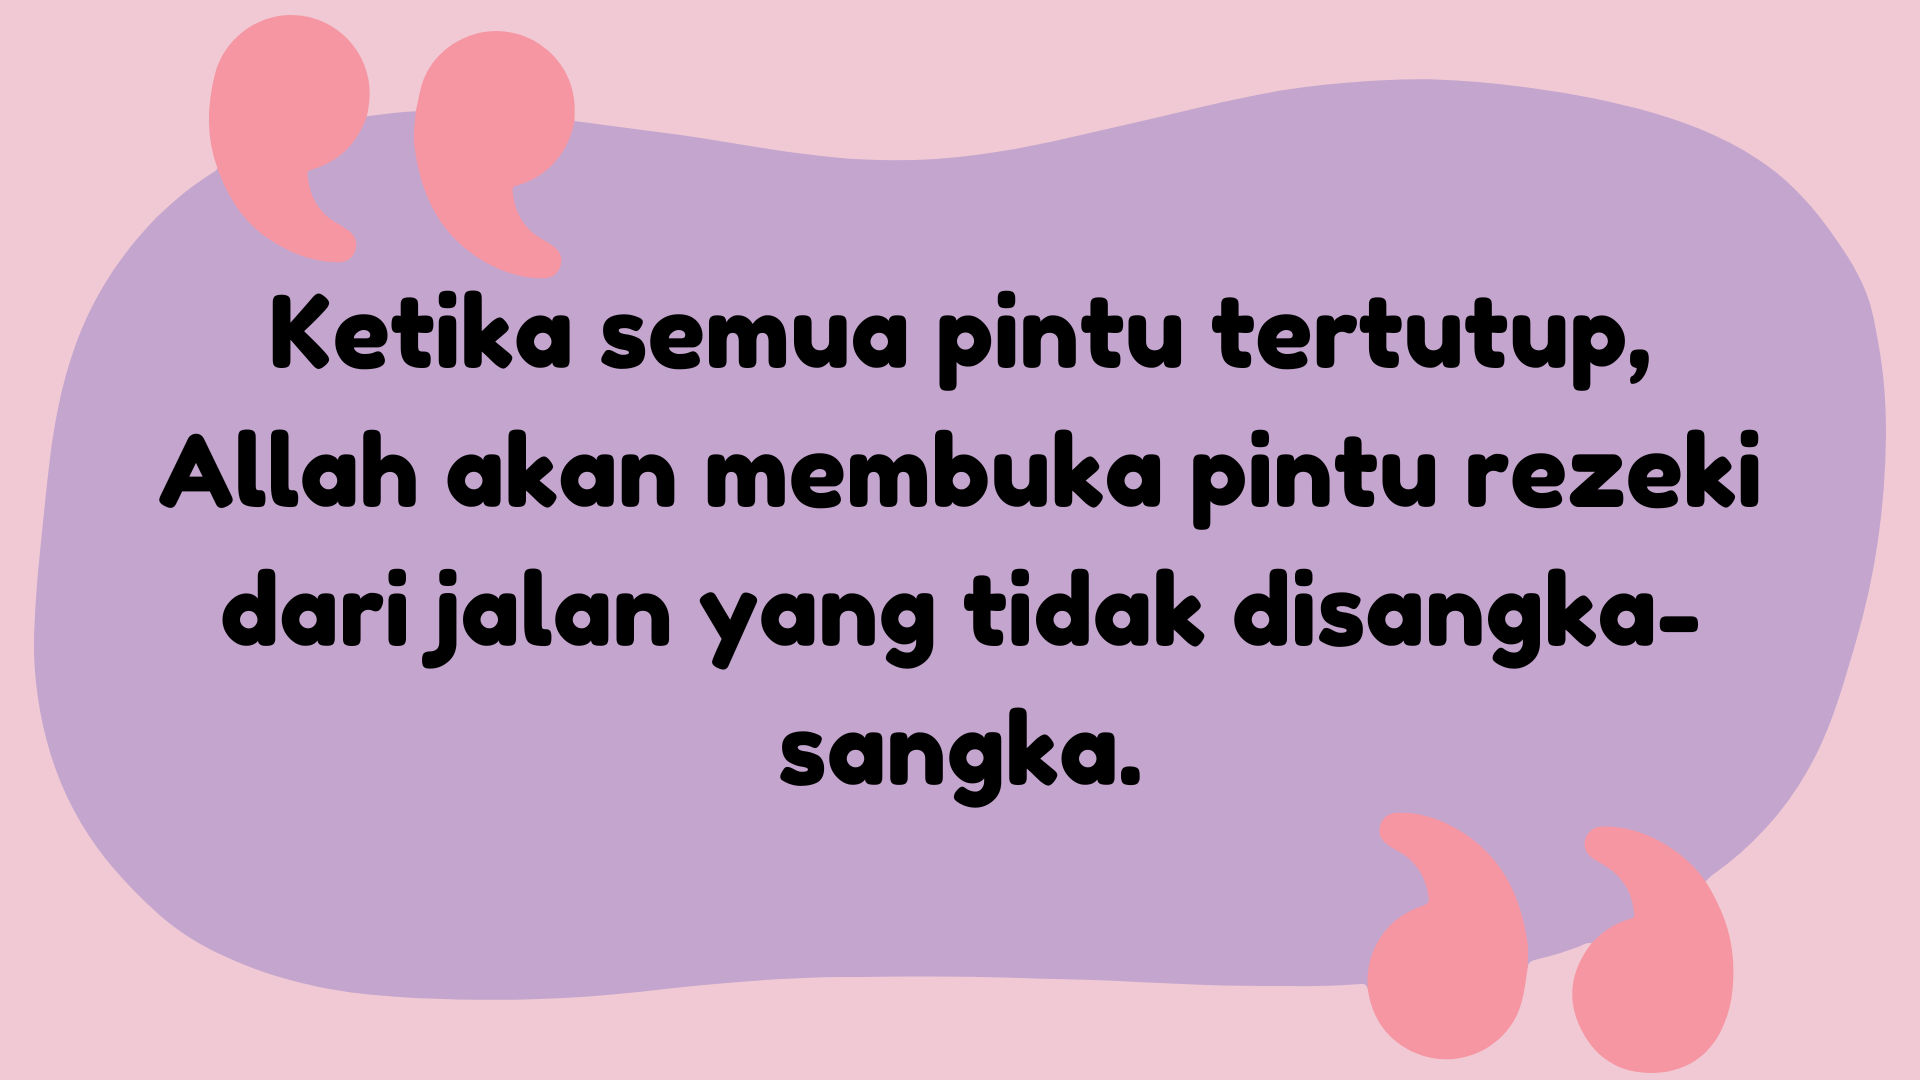 Ketika semua pintu tertutup,
Allah akan membuka pintu rezeki
dari jalan yang tidak disangka-
sangka.